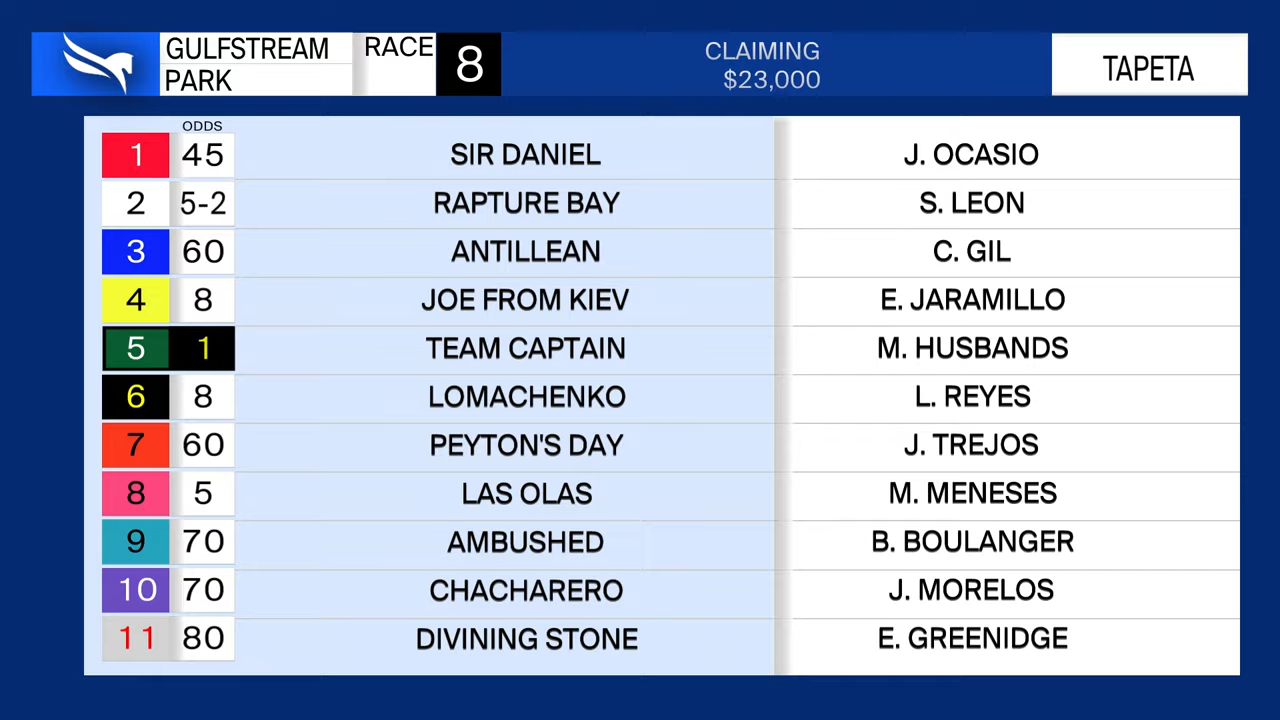 GULFSTREAM
PARK
RACE
8
CLAIMING
$23,000
TAPETA
ODDS
1 45 SIR DANIEL J. OCASIO
2 5-2 RAPTURE BAY S. LEON
3 60 ANTILLEAN C. GIL
4 8 JOE FROM KIEV E. JARAMILLO
5 1 TEAM CAPTAIN M. HUSBANDS
6 8 LOMACHENKO L. REYES
7 60 PEYTON'S DAY J. TREJOS
8 5 LAS OLAS M. MENESES
9 70 AMBUSHED B. BOULANGER
10 70 CHACHARERO J. MORELOS
11 80 DIVINING STONE E. GREENIDGE